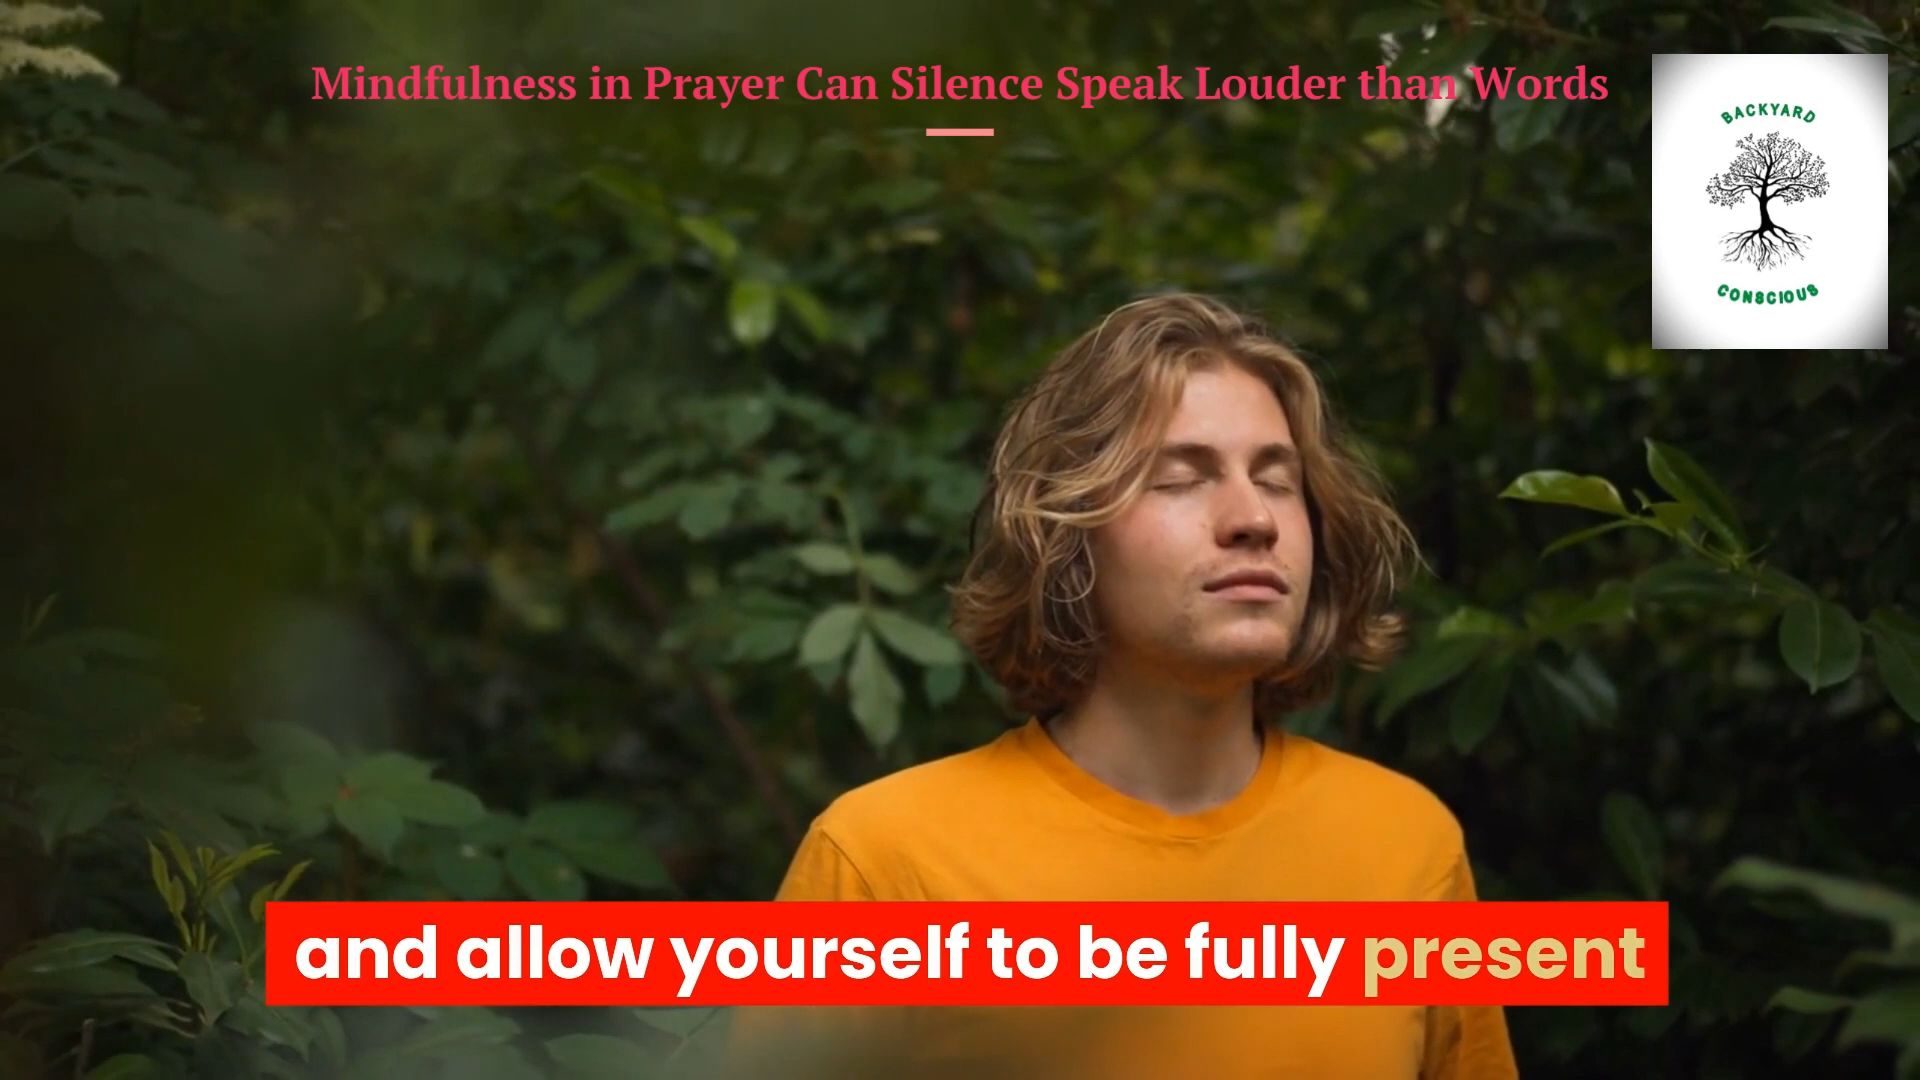 Mindfulness in Prayer Can Silence Speak Louder than Words
BACKYARD
CONSCIOUS
and allow yourself to be fully present